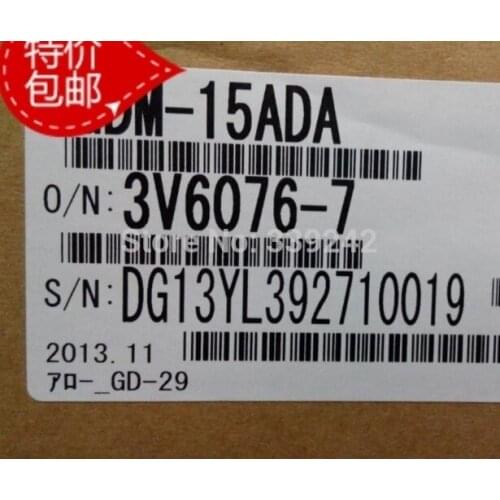 特价
包邮
DM-15ADA
O/N: 3V6076-7
Store No: 339242
S/N: DG13YL392710019
2013.11
ｱﾛｰ_GD-29